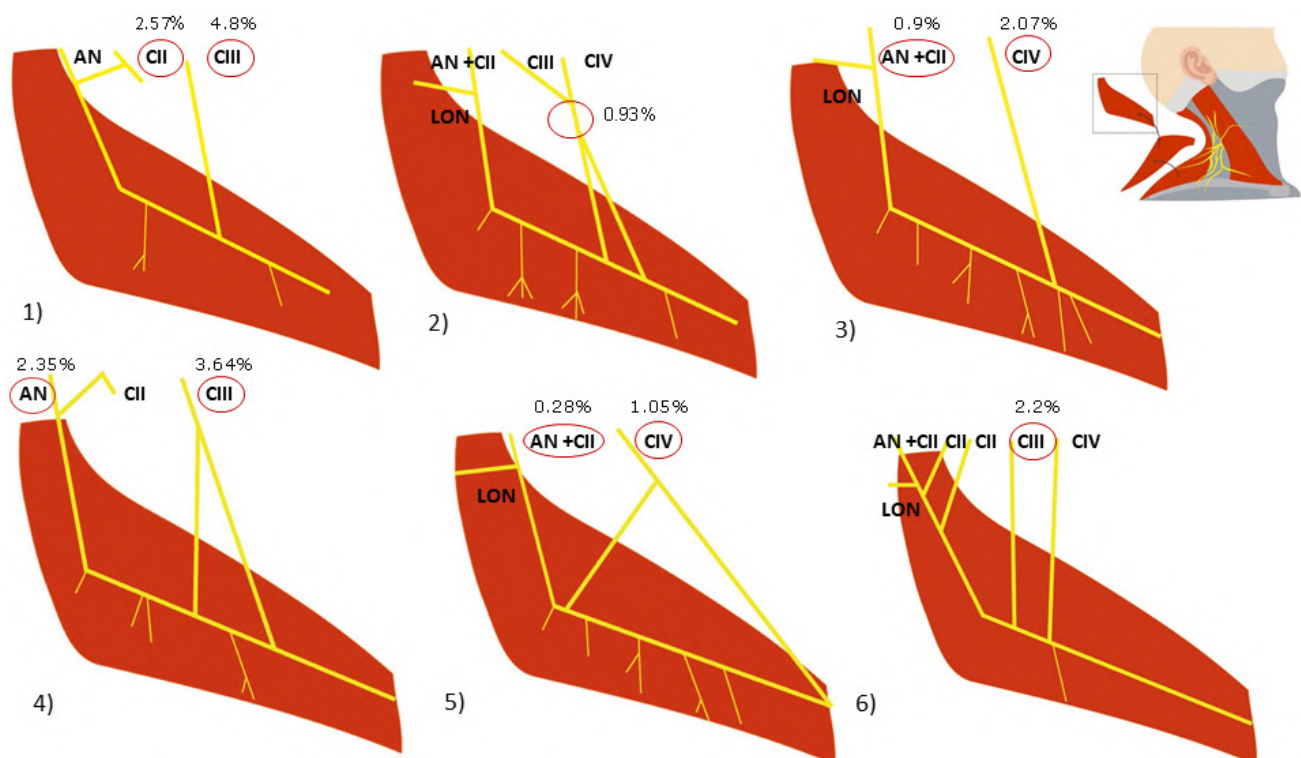 2.57% 4.8%
AN CII CIII
1)
AN +CII CIII CIV
LON
0.93%
2)
0.9% 2.07%
AN +CII CIV
LON
3)
2.35% 3.64%
AN CII CIII
4)
0.28% 1.05%
AN +CII CIV
LON
5)
2.2%
AN +CII CII CII CIII CIV
LON
6)